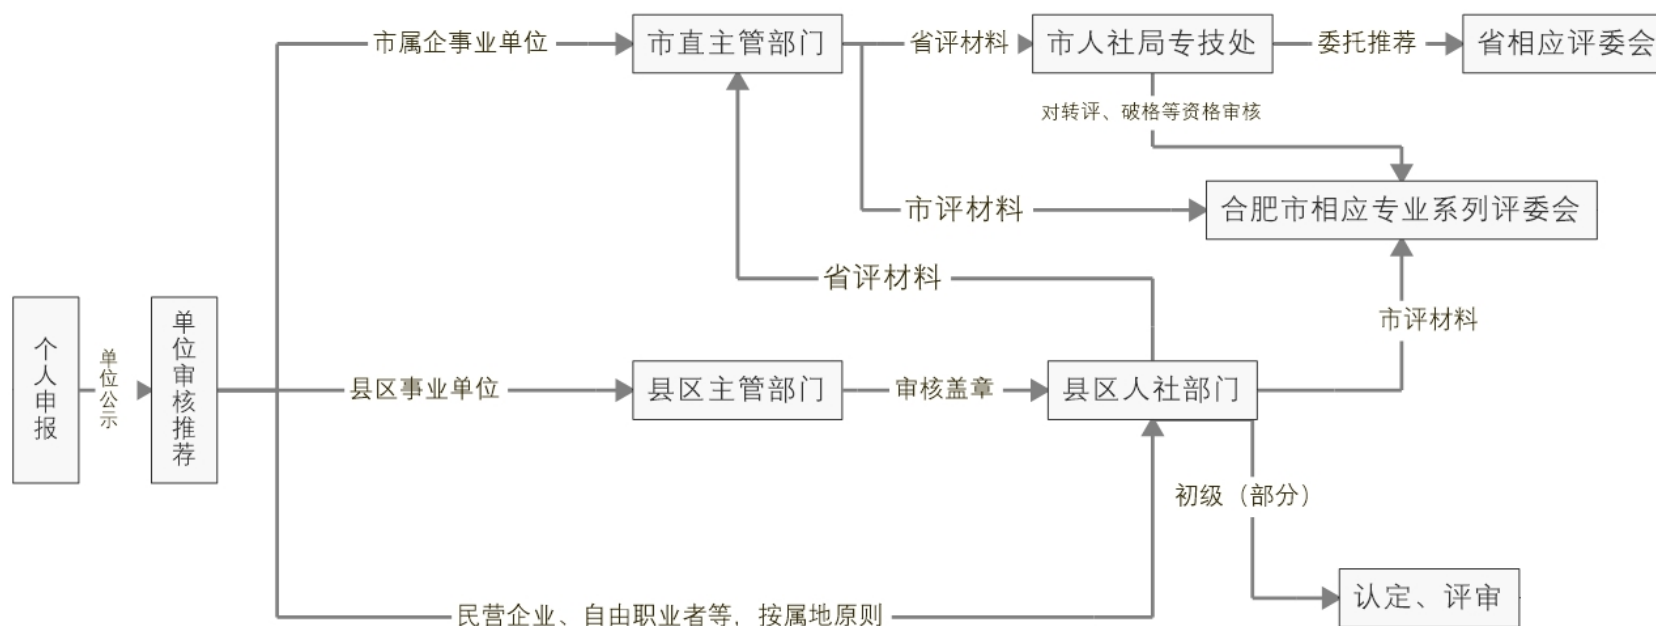 市属企事业单位
市直主管部门
省评材料
市人社局专技处
委托推荐
省相应评委会
对转评、破格等资格审核
市评材料
合肥市相应专业系列评委会
省评材料
市评材料
个人申报
单位公示
单位审核推荐
县区事业单位
县区主管部门
审核盖章
县区人社部门
初级（部分）
认定、评审
民营企业、自由职业者等，按属地原则